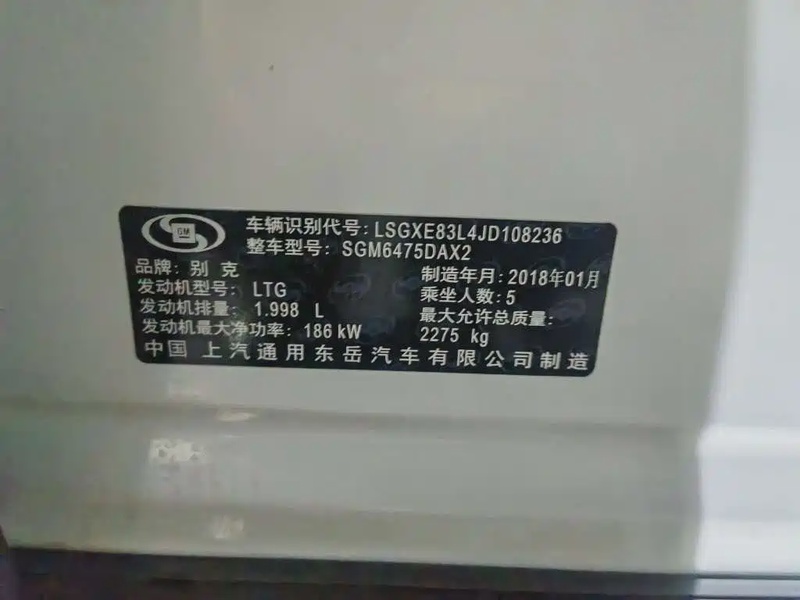 GM
车辆识别代号: LSGXE83L4JD108236
整车型号: SGM6475DAX2
品牌: 别 克
制造年月: 2018年01月
发动机型号: LTG
乘坐人数: 5
发动机排量: 1.998 L
最大允许总质量:
发动机最大净功率: 186 kW
2275 kg
中国 上汽通用东岳汽车有限公司制造